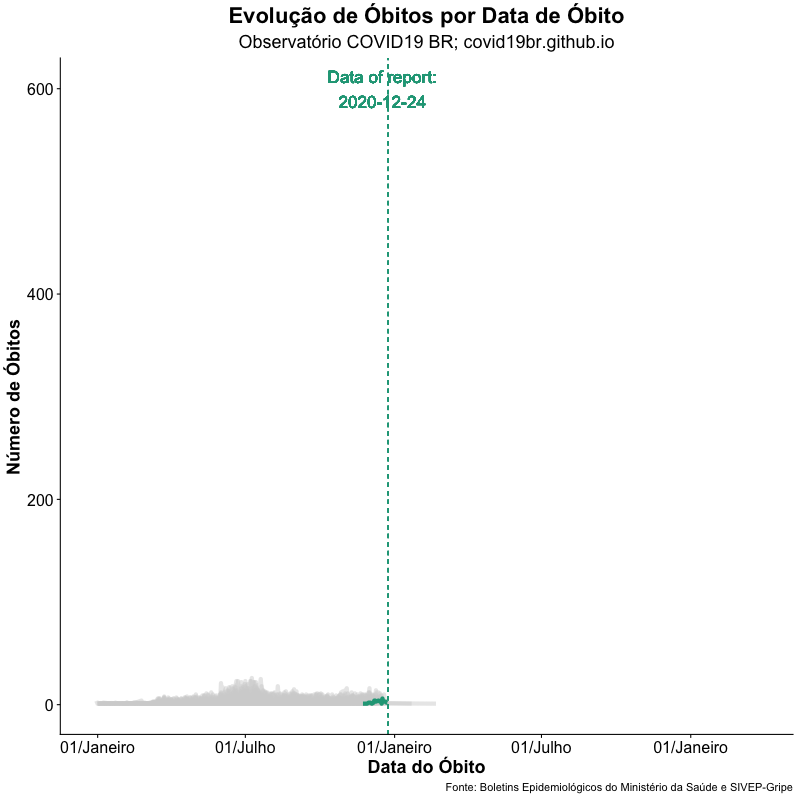 Evolução de Óbitos por Data de Óbito
Observatório COVID19 BR; covid19br.github.io
Data of report:
2020-12-24
600
400
200
0
Número de Óbitos
01/Janeiro 01/Julho 01/Janeiro 01/Julho 01/Janeiro
Data do Óbito
Fonte: Boletins Epidemiológicos do Ministério da Saúde e SIVEP-Gripe